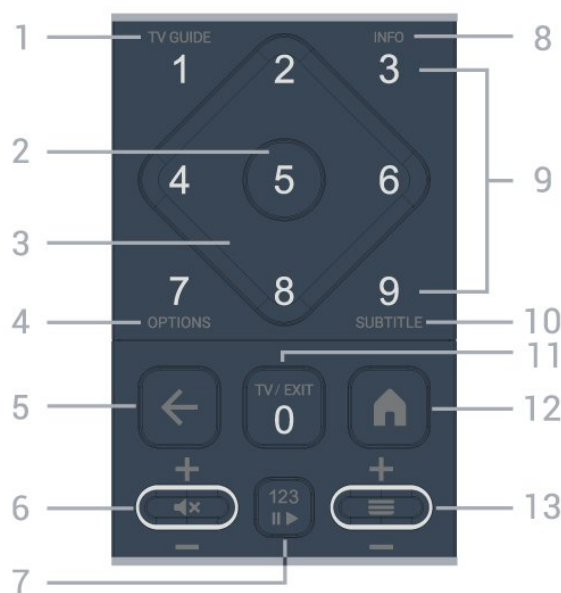 1 TV GUIDE INFO 8
1 2 3
2 9
4 5 6
3
7 8 9
4 OPTIONS SUBTITLE 10
11
TV / EXIT
5 0 12
+ +
6 13
123
- -
7